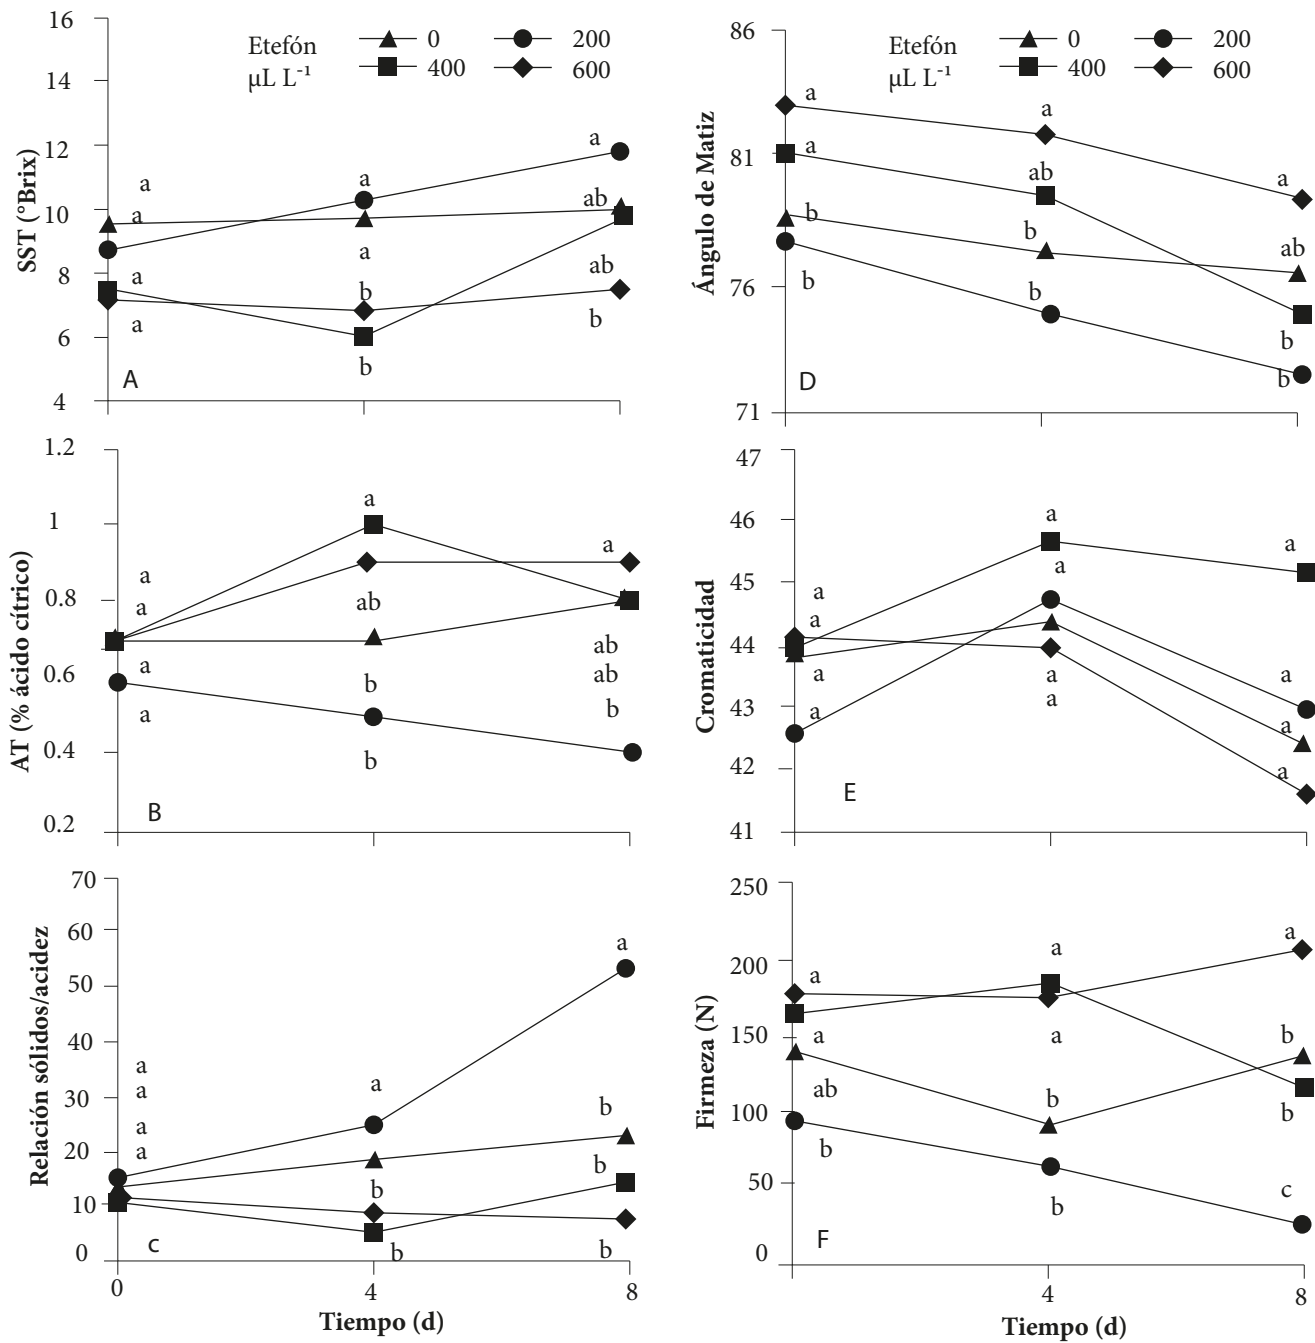 Etefón
µL L⁻¹
0
200
400
600
SST (°Brix)
16
14
12
10
8
6
4
a
a
a
a
a
a
b
b
a
ab
ab
b
A
AT (% ácido cítrico)
1.2
1
0.8
0.6
0.4
0.2
a
a
a
a
a
ab
b
b
a
ab
ab
b
B
Relación sólidos/acidez
70
60
50
40
30
20
10
0
a
a
a
a
a
b
b
a
b
b
b
c
0
4
8
Tiempo (d)
Etefón
µL L⁻¹
0
200
400
600
Ángulo de Matiz
86
81
76
71
a
a
b
b
a
ab
b
b
a
ab
b
b
D
Cromaticidad
47
46
45
44
43
42
41
a
a
a
a
a
a
a
a
a
a
a
a
E
Firmeza (N)
250
200
150
100
50
0
a
a
ab
b
a
a
b
b
a
b
b
c
F
0
4
8
Tiempo (d)